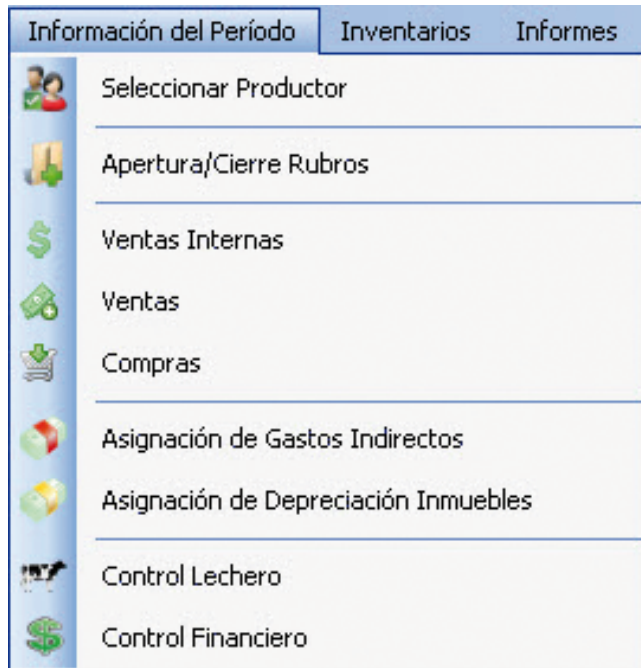 Información del Período Inventarios Informes
Seleccionar Productor
Apertura/Cierre Rubros
Ventas Internas
Ventas
Compras
Asignación de Gastos Indirectos
Asignación de Depreciación Inmuebles
Control Lechero
Control Financiero